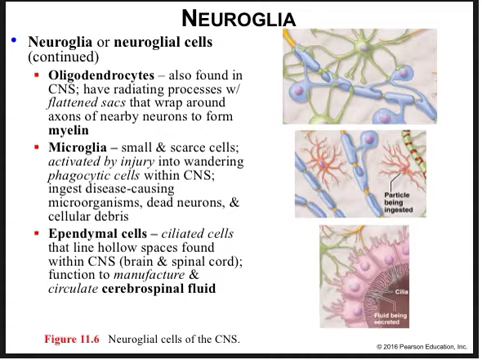 NEUROGLIA
• Neuroglia or neuroglial cells
(continued)
▪ Oligodendrocytes – also found in
CNS; have radiating processes w/
flattened sacs that wrap around
axons of nearby neurons to form
myelin
▪ Microglia – small & scarce cells;
activated by injury into wandering
phagocytic cells within CNS;
ingest disease-causing
microorganisms, dead neurons, &
cellular debris
▪ Ependymal cells – ciliated cells
that line hollow spaces found
within CNS (brain & spinal cord);
function to manufacture &
circulate cerebrospinal fluid
Particle
being
ingested
Cilia
Fluid being
secreted
Figure 11.6 Neuroglial cells of the CNS.
© 2016 Pearson Education, Inc.